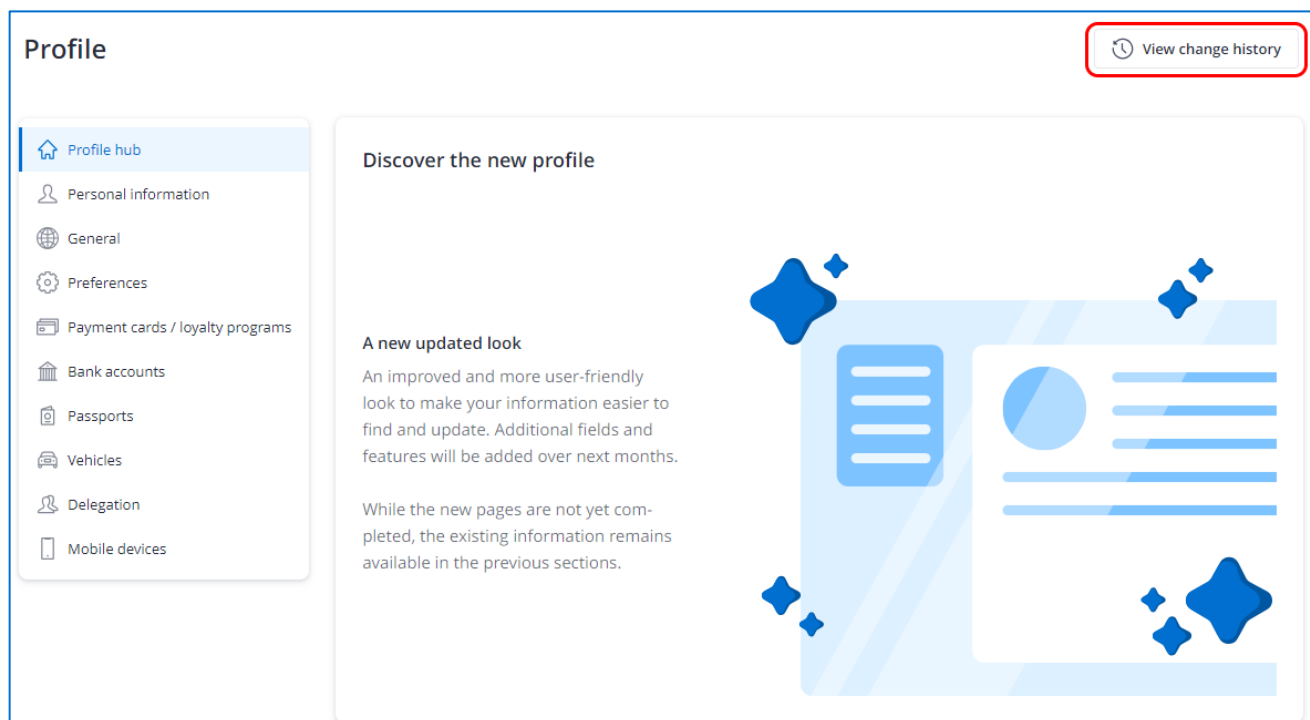 Profile
View change history
Profile hub
Personal information
General
Preferences
Payment cards / loyalty programs
Bank accounts
Passports
Vehicles
Delegation
Mobile devices
Discover the new profile
A new updated look
An improved and more user-friendly
look to make your information easier to
find and update. Additional fields and
features will be added over next months.
While the new pages are not yet com-
pleted, the existing information remains
available in the previous sections.